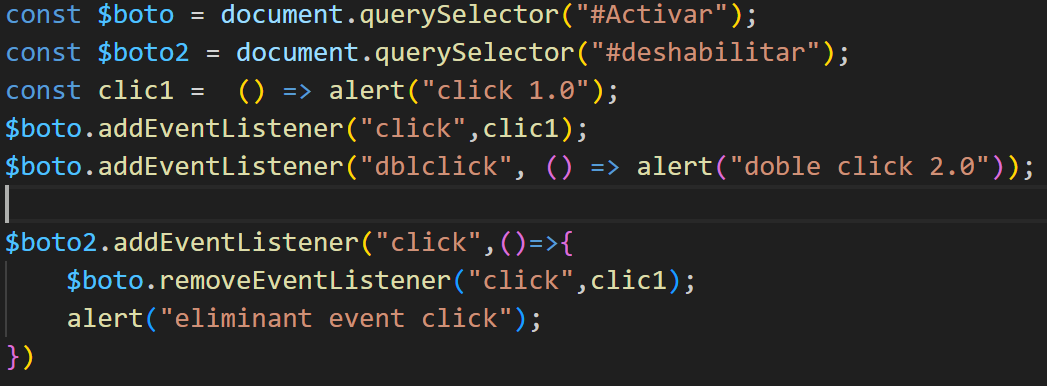 const $boto = document.querySelector("#Activar");
const $boto2 = document.querySelector("#deshabilitar");
const clic1 =  () => alert("click 1.0");
$boto.addEventListener("click",clic1);
$boto.addEventListener("dblclick", () => alert("doble click 2.0"));

$boto2.addEventListener("click",()=>{
    $boto.removeEventListener("click",clic1);
    alert("eliminant event click");
})